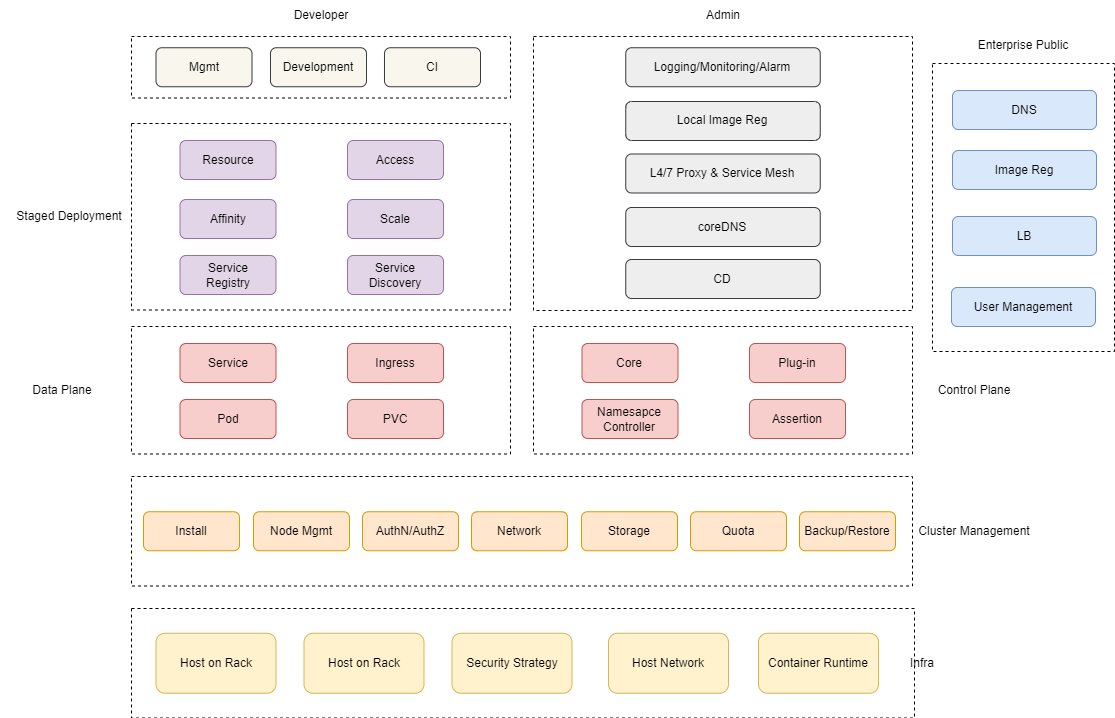 Developer
Admin
Enterprise Public
Mgmt
Development
CI
Logging/Monitoring/Alarm
Local Image Reg
L4/7 Proxy & Service Mesh
coreDNS
CD
DNS
Image Reg
LB
User Management
Staged Deployment
Resource
Access
Affinity
Scale
Service
Registry
Service
Discovery
Data Plane
Service
Ingress
Pod
PVC
Core
Plug-in
Namesapce
Controller
Assertion
Control Plane
Install
Node Mgmt
AuthN/AuthZ
Network
Storage
Quota
Backup/Restore
Cluster Management
Host on Rack
Host on Rack
Security Strategy
Host Network
Container Runtime
Infra